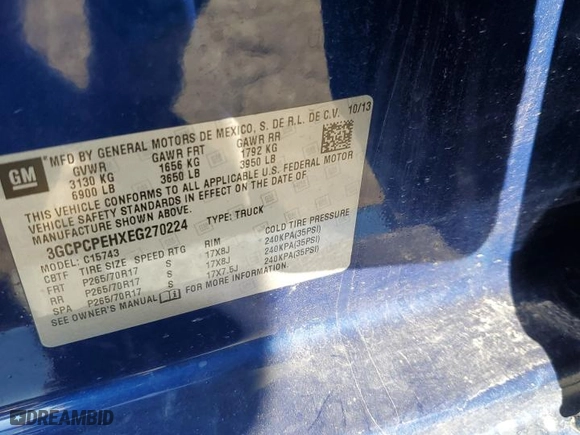 MFD BY GENERAL MOTORS DE MEXICO, S. DE R.L. DE C.V. 10/13
GM
GVWR GAWR FRT GAWR RR
3130 KG 1656 KG 1792 KG
6900 LB 3650 LB 3950 LB
THIS VEHICLE CONFORMS TO ALL APPLICABLE U.S. FEDERAL MOTOR
VEHICLE SAFETY STANDARDS IN EFFECT ON THE DATE OF
MANUFACTURE SHOWN ABOVE.
3GCPCPEHXEG270224 TYPE: TRUCK
MODEL: C15743
CBTF TIRE SIZE SPEED RTG RIM COLD TIRE PRESSURE
FRT P265/70R17 S 17X8J 240KPA(35PSI)
RR P265/70R17 S 17X8J 240KPA(35PSI)
SPA P265/70R17 S 17X7.5J 240KPA(35PSI)
SEE OWNER'S MANUAL FOR MORE INFORMATION.
DREAMBID